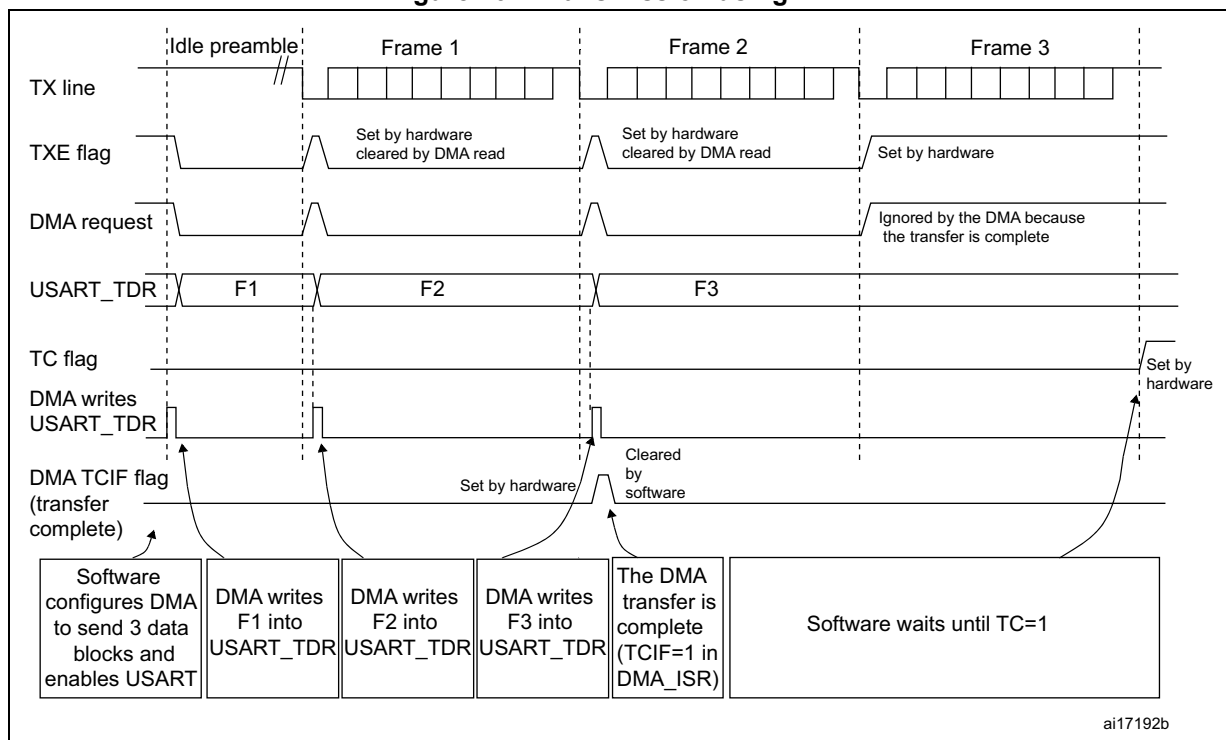 Idle preamble
Frame 1
Frame 2
Frame 3
TX line
TXE flag
Set by hardware
cleared by DMA read
Set by hardware
cleared by DMA read
Set by hardware
DMA request
Ignored by the DMA because
the transfer is complete
USART_TDR
F1
F2
F3
TC flag
Set by
hardware
DMA writes
USART_TDR
DMA TCIF flag
(transfer
complete)
Set by hardware
Cleared
by
software
Software
configures DMA
to send 3 data
blocks and
enables USART
DMA writes
F1 into
USART_TDR
DMA writes
F2 into
USART_TDR
DMA writes
F3 into
USART_TDR
The DMA
transfer is
complete
(TCIF=1 in
DMA_ISR)
Software waits until TC=1
ai17192b